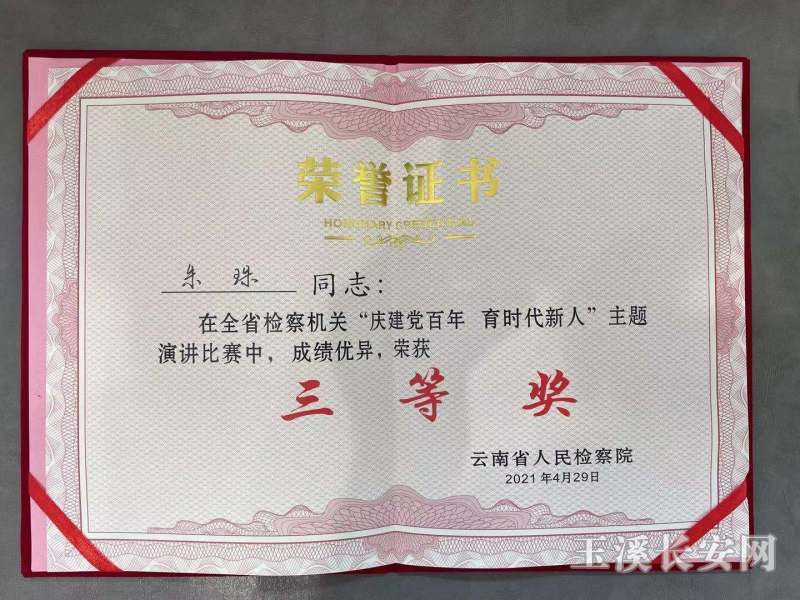 荣誉证书
HONORARY CREDENTIAL
朱珠 同志：
在全省检察机关“庆建党百年 育时代新人”主题
演讲比赛中，成绩优异，荣获
三等奖
云南省人民检察院
2021年4月29日
玉溪长安网